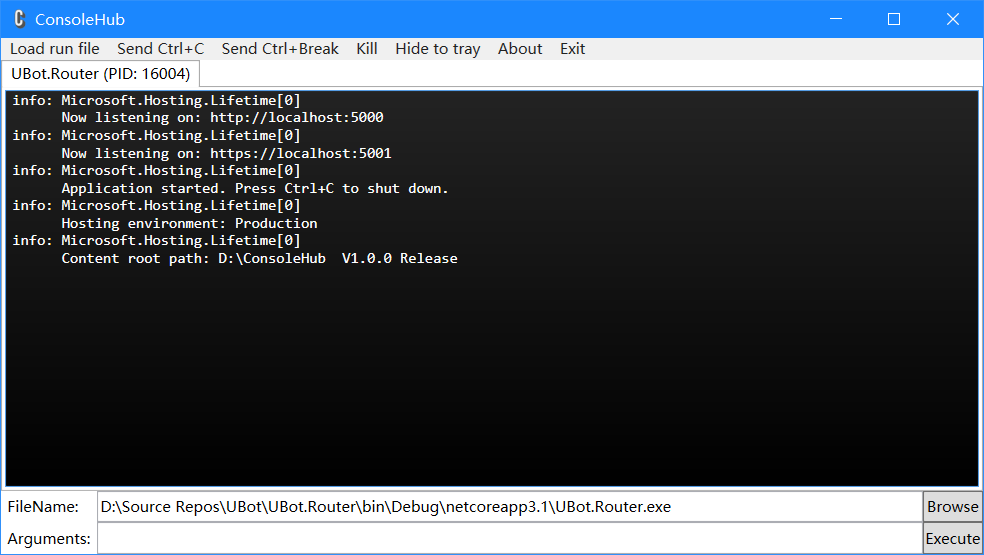 ConsoleHub
Load run file Send Ctrl+C Send Ctrl+Break Kill Hide to tray About Exit
UBot.Router (PID: 16004)
info: Microsoft.Hosting.Lifetime[0]
Now listening on: http://localhost:5000
info: Microsoft.Hosting.Lifetime[0]
Now listening on: https://localhost:5001
info: Microsoft.Hosting.Lifetime[0]
Application started. Press Ctrl+C to shut down.
info: Microsoft.Hosting.Lifetime[0]
Hosting environment: Production
info: Microsoft.Hosting.Lifetime[0]
Content root path: D:\ConsoleHub  V1.0.0 Release
FileName: D:\Source Repos\UBot\UBot.Router\bin\Debug\netcoreapp3.1\UBot.Router.exe Browse
Arguments: Execute